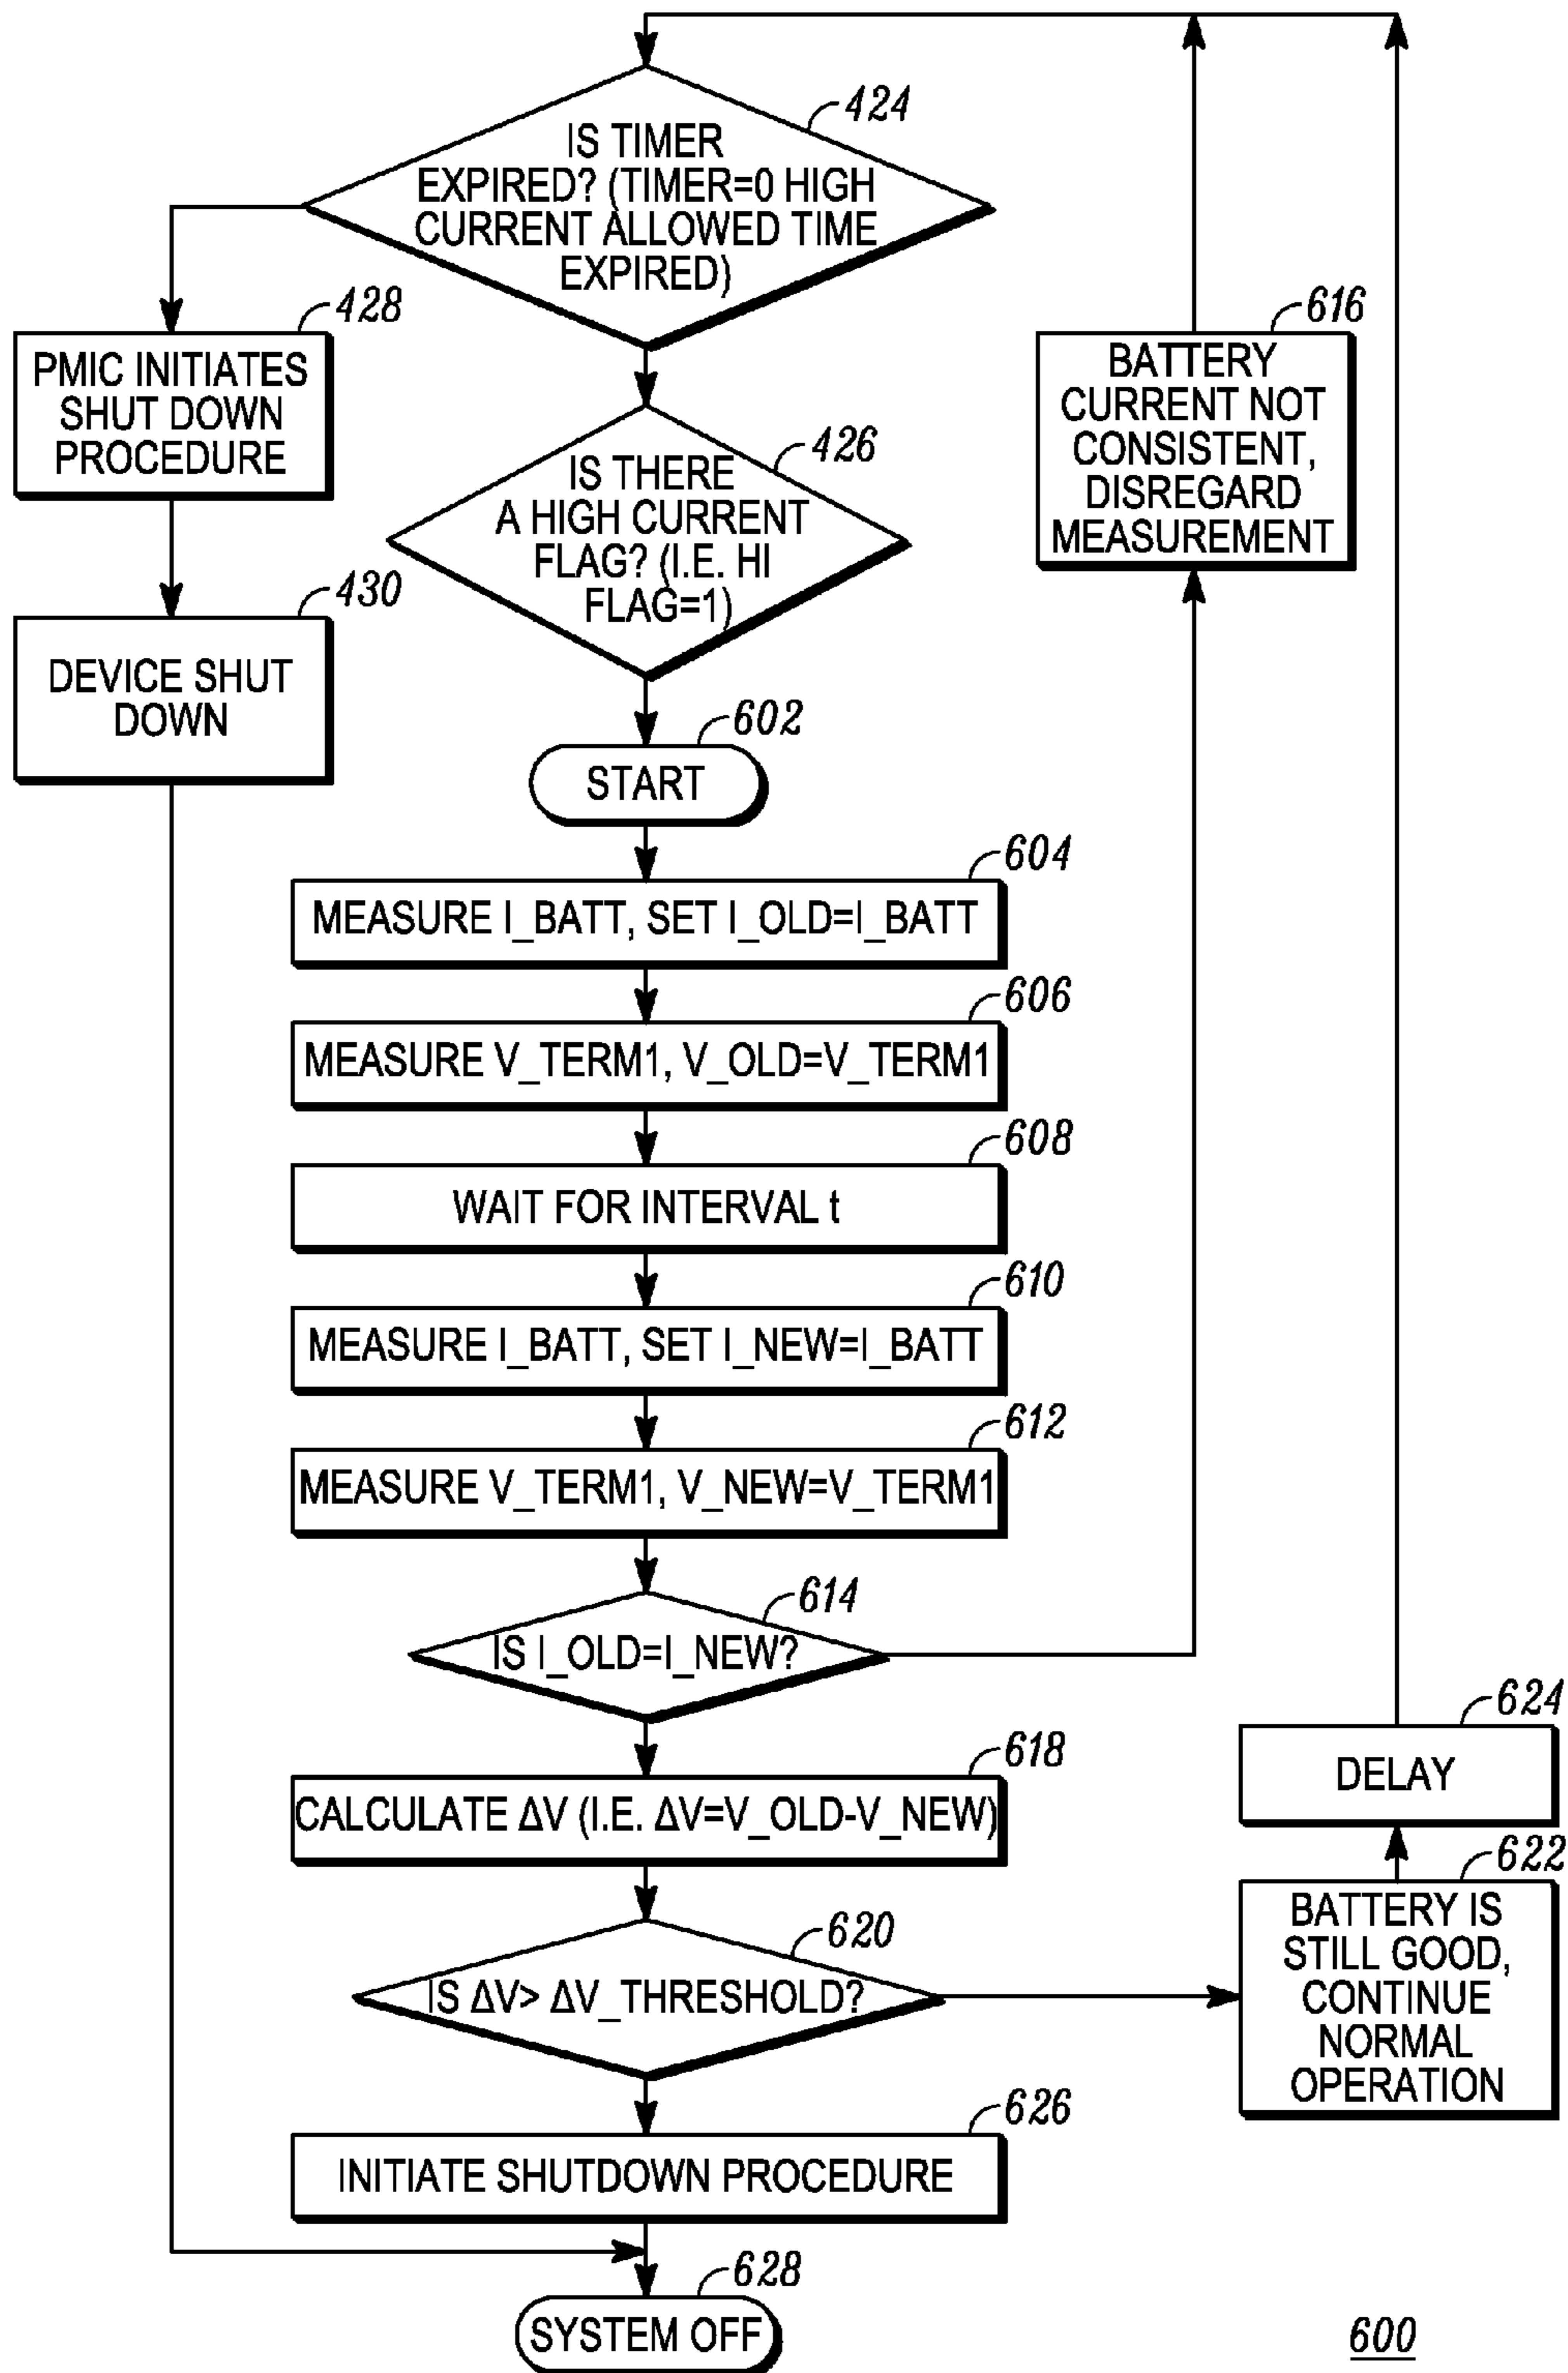 424
IS TIMER
EXPIRED? (TIMER=0 HIGH
CURRENT ALLOWED TIME
EXPIRED)
428
PMIC INITIATES
SHUT DOWN
PROCEDURE
616
BATTERY
CURRENT NOT
CONSISTENT,
DISREGARD
MEASUREMENT
426
IS THERE
A HIGH CURRENT
FLAG? (I.E. HI
FLAG=1)
430
DEVICE SHUT
DOWN
602
START
604
MEASURE I_BATT, SET I_OLD=I_BATT
606
MEASURE V_TERM1, V_OLD=V_TERM1
608
WAIT FOR INTERVAL t
610
MEASURE I_BATT, SET I_NEW=I_BATT
612
MEASURE V_TERM1, V_NEW=V_TERM1
614
IS I_OLD=I_NEW?
618
CALCULATE ΔV (I.E. ΔV=V_OLD-V_NEW)
624
DELAY
620
IS ΔV> ΔV_THRESHOLD?
622
BATTERY IS
STILL GOOD,
CONTINUE
NORMAL
OPERATION
626
INITIATE SHUTDOWN PROCEDURE
628
SYSTEM OFF
600